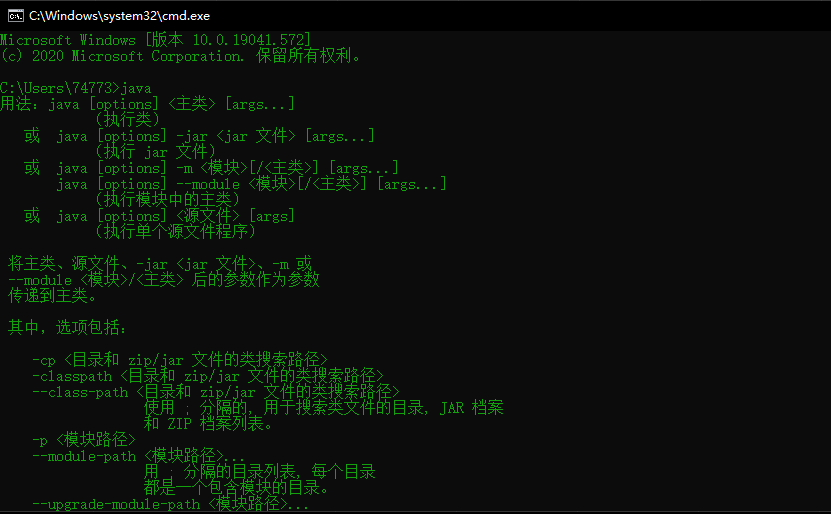 C:\Windows\system32\cmd.exe
Microsoft Windows [版本 10.0.19041.572]
(c) 2020 Microsoft Corporation. 保留所有权利。
C:\Users\74773>java
用法：java [options] <主类> [args...]
(执行类)
或 java [options] -jar <jar 文件> [args...]
(执行 jar 文件)
或 java [options] -m <模块>[/<主类>] [args...]
java [options] --module <模块>[/<主类>] [args...]
(执行模块中的主类)
或 java [options] <源文件> [args]
(执行单个源文件程序)
将主类、源文件、-jar <jar 文件>、-m 或
--module <模块>/<主类> 后的参数作为参数
传递到主类。
其中，选项包括：
-cp <目录和 zip/jar 文件的类搜索路径>
-classpath <目录和 zip/jar 文件的类搜索路径>
--class-path <目录和 zip/jar 文件的类搜索路径>
使用 ; 分隔的, 用于搜索类文件的目录, JAR 档案
和 ZIP 档案列表。
-p <模块路径>
--module-path <模块路径>...
用 ; 分隔的目录列表, 每个目录
都是一个包含模块的目录。
--upgrade-module-path <模块路径>...